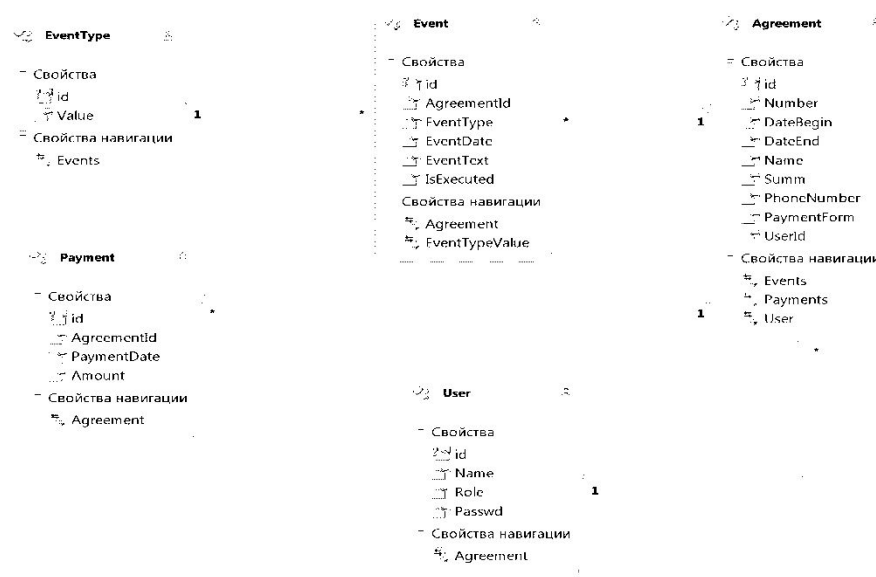 EventType
Свойства
id
Value
Свойства навигации
Events
1
*
Event
Свойства
id
AgreementId
EventType
EventDate
EventText
IsExecuted
Свойства навигации
Agreement
EventTypeValue
*
1
Agreement
Свойства
id
Number
DateBegin
DateEnd
Name
Summ
PhoneNumber
PaymentForm
UserId
Свойства навигации
Events
Payments
User
Payment
Свойства
id
AgreementId
PaymentDate
Amount
Свойства навигации
Agreement
*
1
*
User
Свойства
id
Name
Role
Passwd
Свойства навигации
Agreement
1